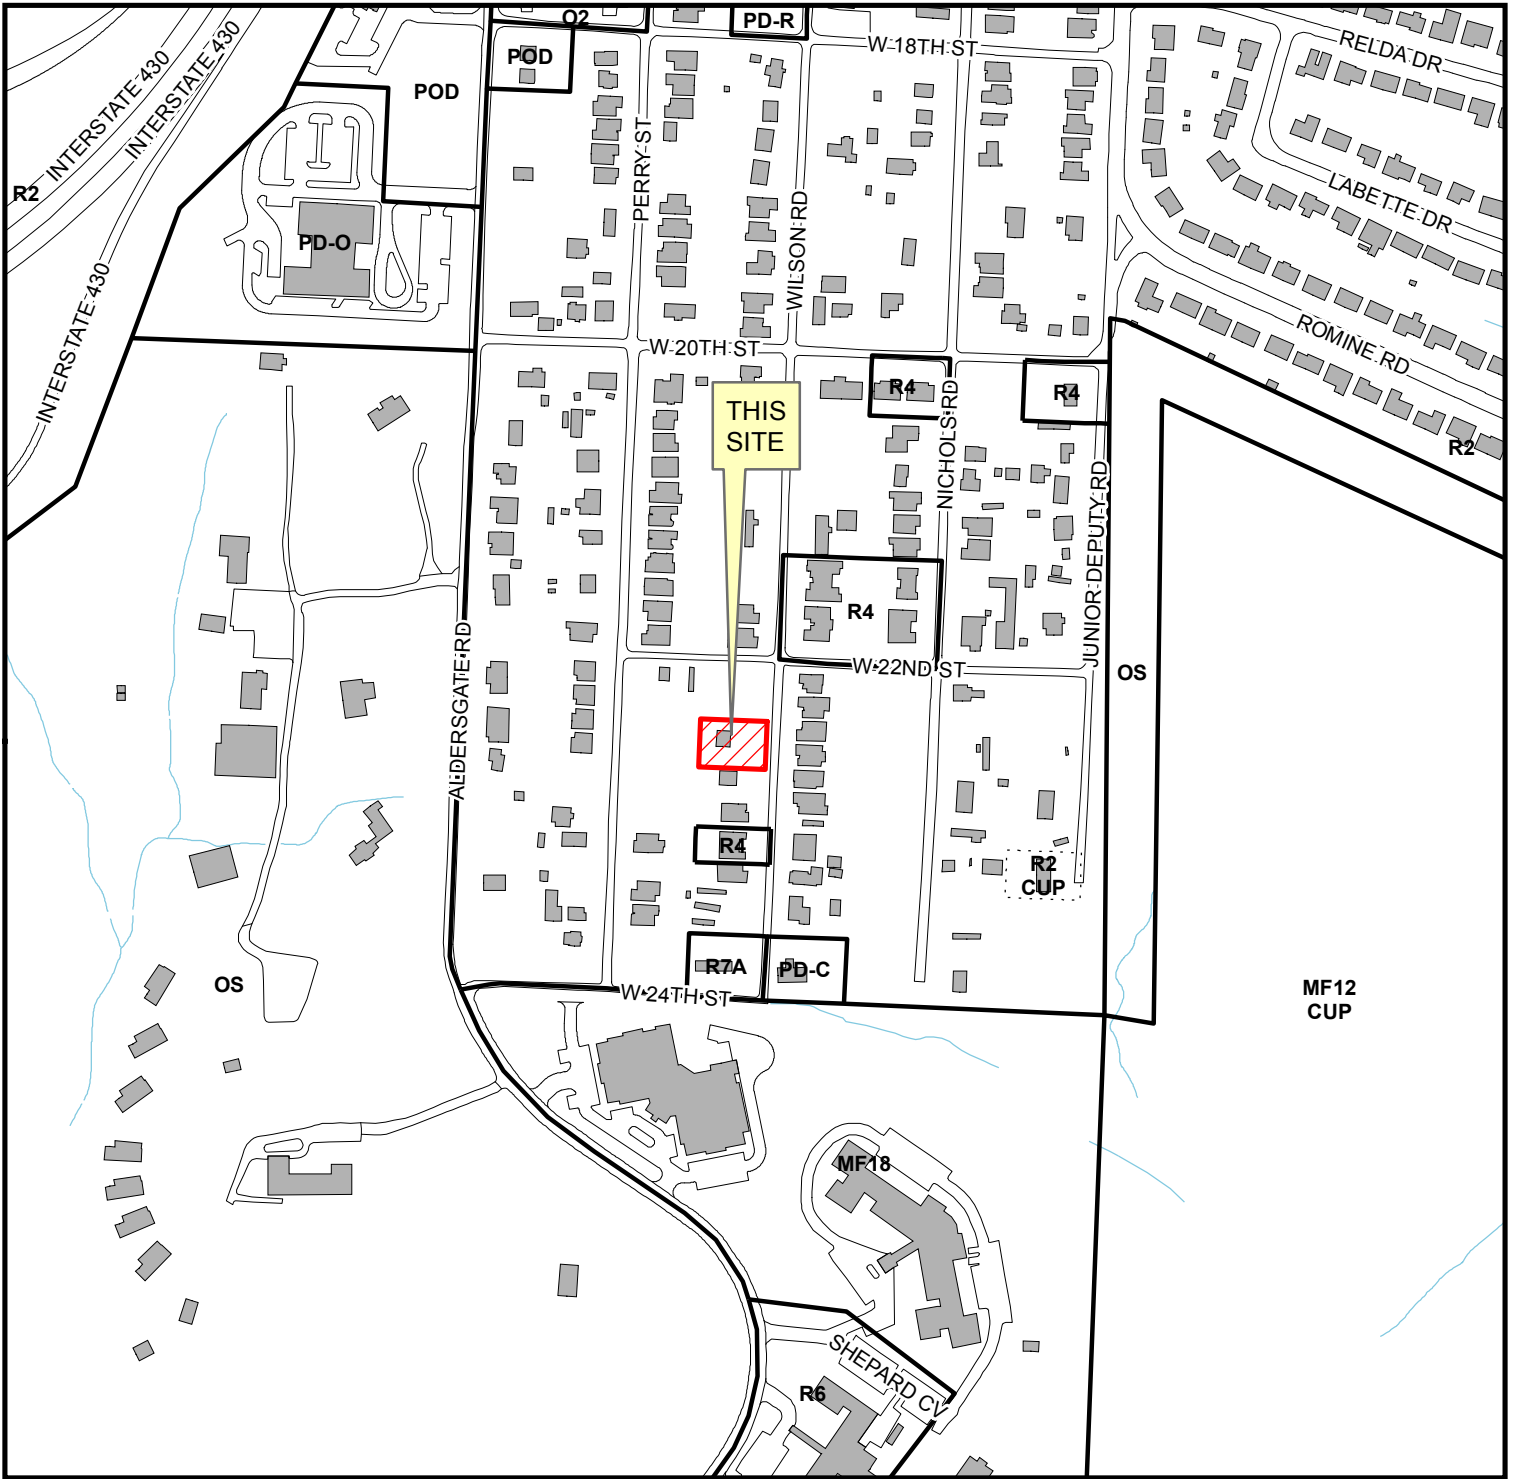 O2
PD-R
W 18TH ST
RELDA DR
POD
POD
INTERSTATE 430
INTERSTATE 430
R2
PERRY ST
WILSON RD
LABETTE DR
PD-O
INTERSTATE 430
ROMINE RD
W 20TH ST
R4
R4
NICHOLS RD
THIS
SITE
R2
JUNIOR DEPUTY RD
R4
ALDERSGATE RD
W 22ND ST
OS
R4
R2
CUP
R7A
PD-C
OS
W 24TH ST
MF12
CUP
MF18
SHEPARD CV
R6